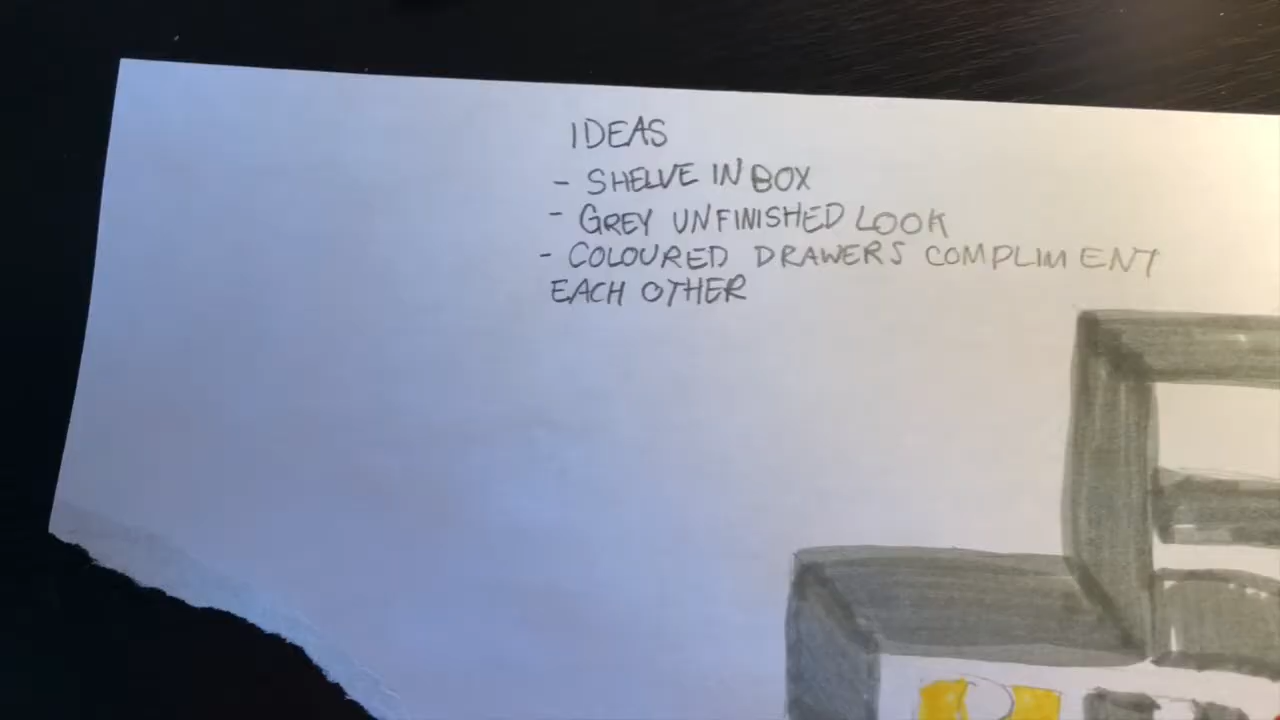 IDEAS
- SHELVE IN BOX
- GREY UNFINISHED LOOK
- COLOURED DRAWERS COMPLIMENT
EACH OTHER